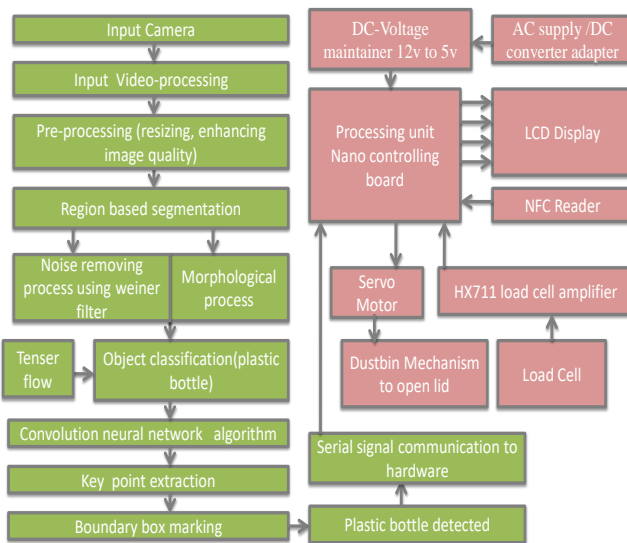 Input Camera
Input Video-processing
Pre-processing (resizing, enhancing
image quality)
Region based segmentation
Noise removing
process using weiner
filter
Morphological
process
Tenser
flow
Object classification(plastic
bottle)
Convolution neural network algorithm
Key point extraction
Boundary box marking
Plastic bottle detected
Serial signal communication to
hardware
DC-Voltage
maintainer 12v to 5v
AC supply /DC
converter adapter
Processing unit
Nano controlling
board
LCD Display
NFC Reader
Servo
Motor
HX711 load cell amplifier
Dustbin Mechanism
to open lid
Load Cell